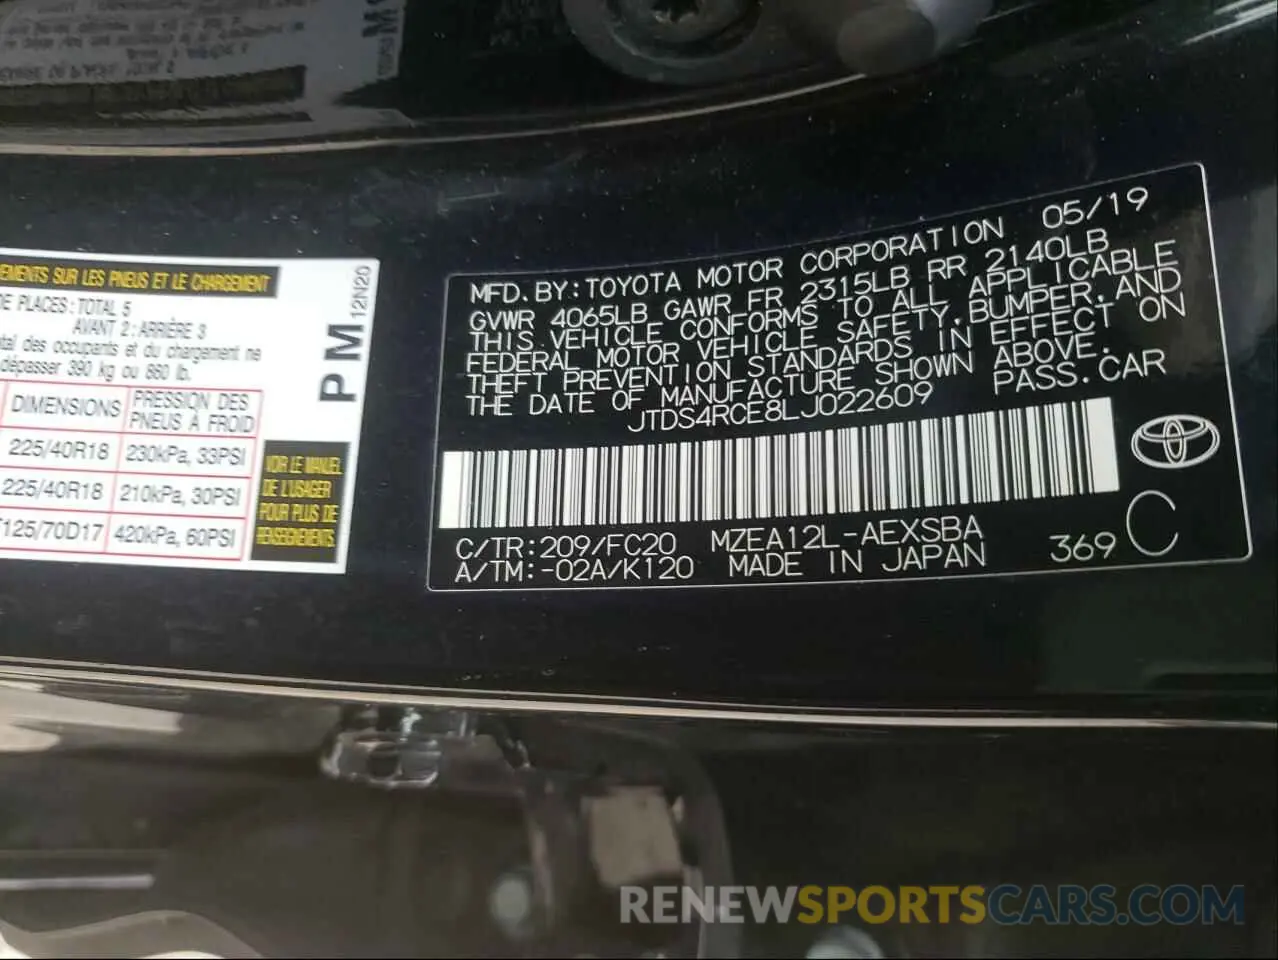 EMENTS SUR LES PNEUS ET LE CHARGEMENT
DE PLACES : TOTAL 5
AVANT 2 : ARRIÈRE 3
tal des occupants et du chargement ne
dépasser 390 kg ou 860 lb.
DIMENSIONS PRESSION DES PNEUS À FROID
225/40R18 230kPa, 33PSI
225/40R18 210kPa, 30PSI
T125/70D17 420kPa, 60PSI
VOIR LE MANUEL
DE L'USAGER
POUR PLUS DE
RENSEIGNEMENTS.
PM 12N20
MFD. BY: TOYOTA MOTOR CORPORATION 05/19
GVWR 4065LB GAWR FR 2315LB RR 2140LB
THIS VEHICLE CONFORMS TO ALL APPLICABLE
FEDERAL MOTOR VEHICLE SAFETY, BUMPER, AND
THEFT PREVENTION STANDARDS IN EFFECT ON
THE DATE OF MANUFACTURE SHOWN ABOVE.
JTDS4RCE8LJ022609 PASS. CAR
C/TR: 209/FC20 MZEA12L-AEXSBA
A/TM: -02A/K120 MADE IN JAPAN 369 C
RENEWSPORTSCARS.COM